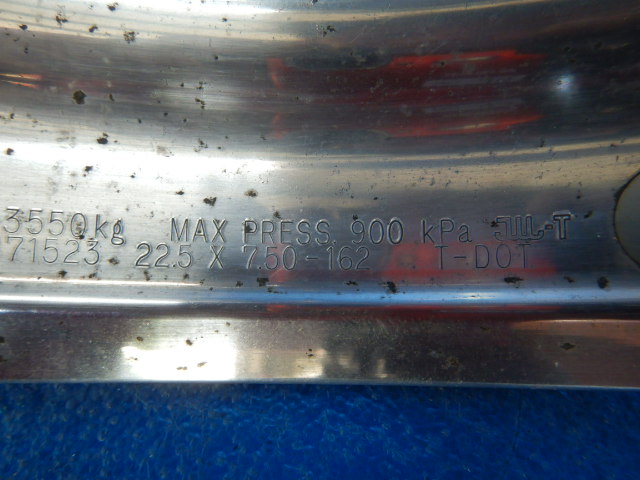 3550kg MAX PRESS. 900 kPa JWL-T
71523 22.5 X 7.50-162 T-DOT